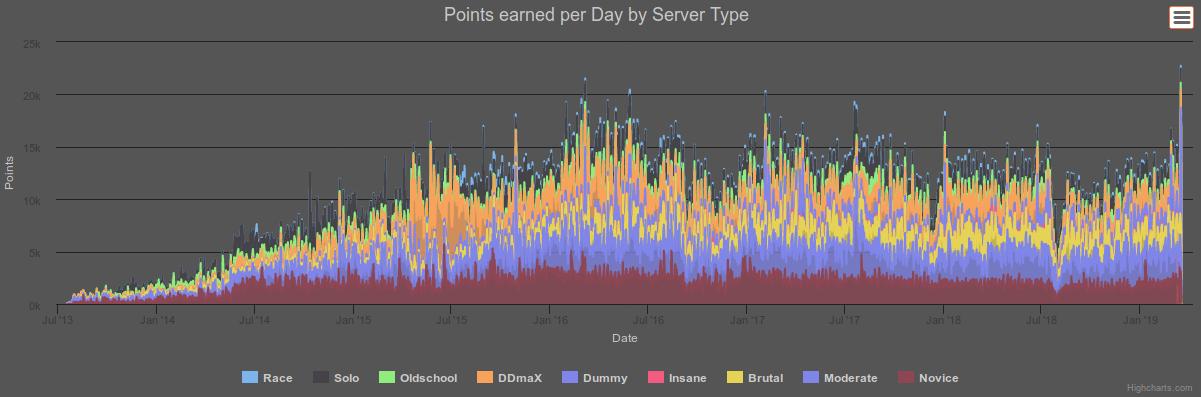 Points earned per Day by Server Type
25k
20k
15k
10k
5k
0k
Points
Jul '13 Jan '14 Jul '14 Jan '15 Jul '15 Jan '16 Jul '16 Jan '17 Jul '17 Jan '18 Jul '18 Jan '19
Date
Race Solo Oldschool DDmaX Dummy Insane Brutal Moderate Novice
Highcharts.com